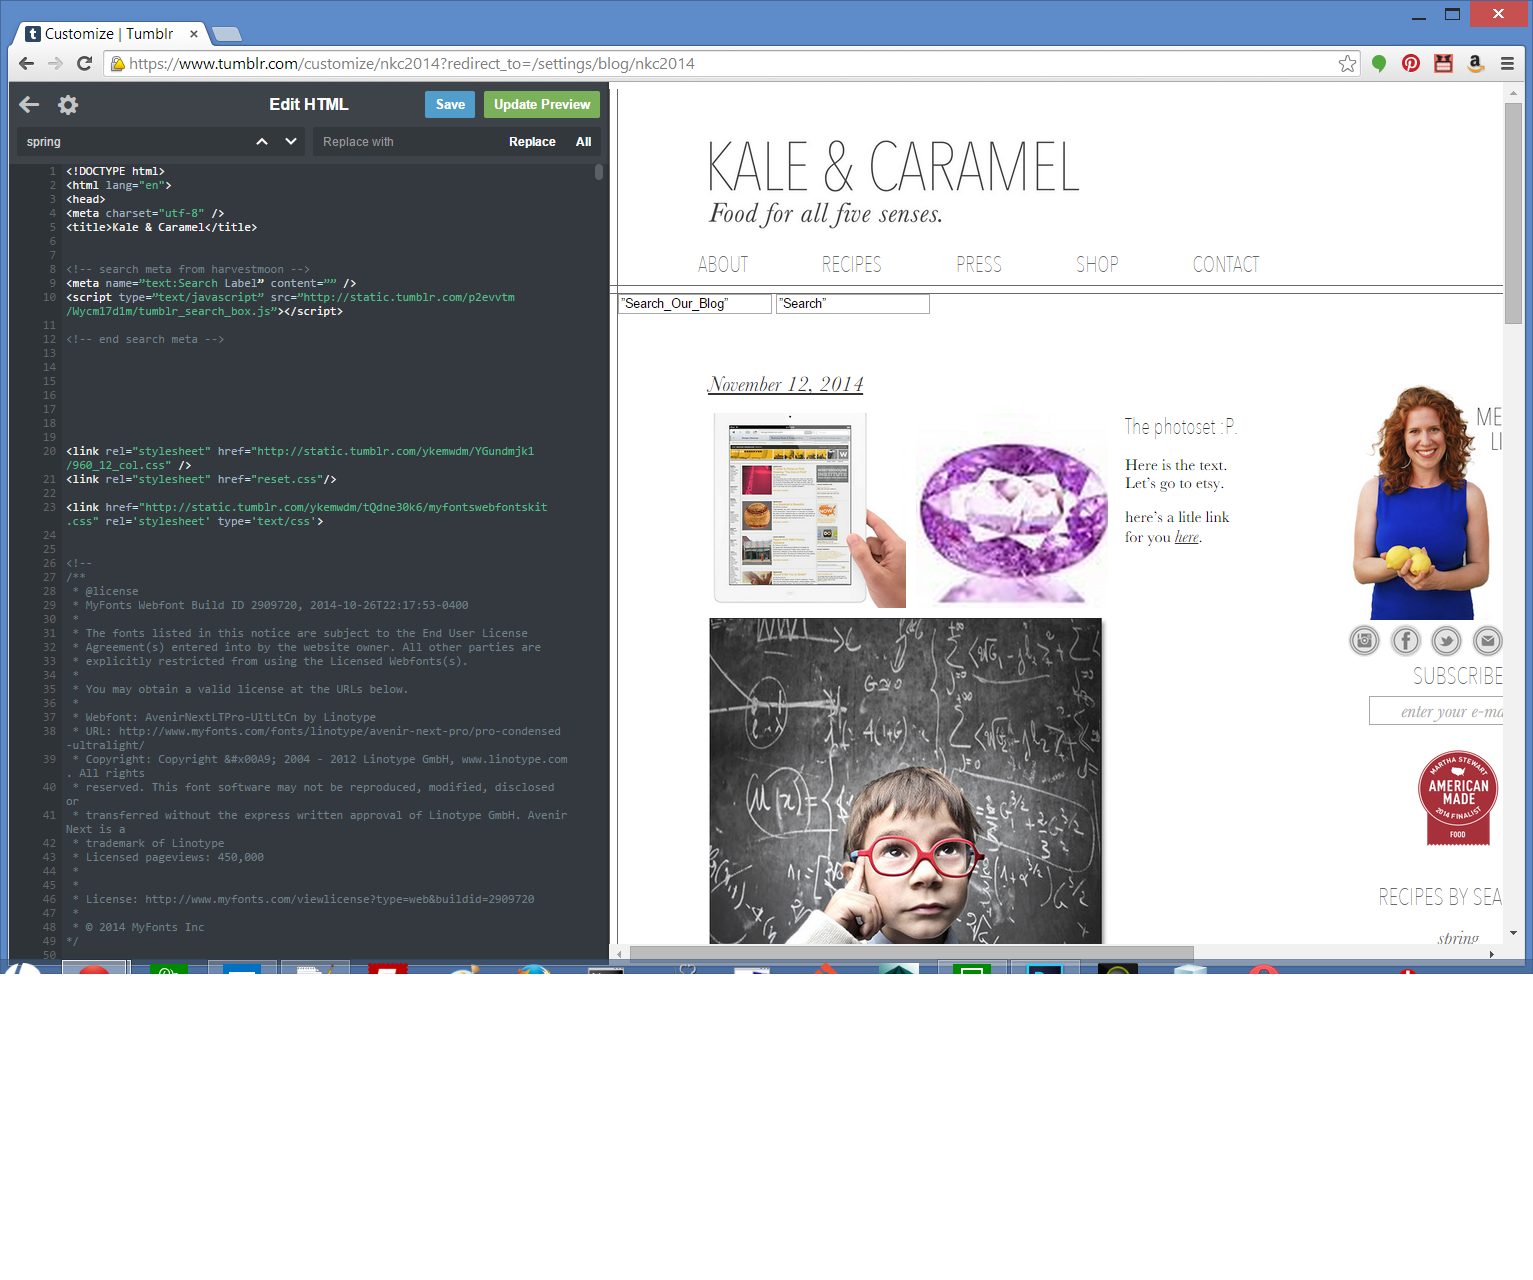 Customize | Tumblr
https://www.tumblr.com/customize/nkc2014?redirect_to=/settings/blog/nkc2014
Edit HTML
Save
Update Preview
spring
Replace with
Replace
All
1 <!DOCTYPE html>
2 <html lang="en">
3 <head>
4 <meta charset="utf-8" />
5 <title>Kale & Caramel</title>
6
7
8 <!-- search meta from harvestmoon -->
9 <meta name=”text:Search Label” content=”” />
10 <script type=”text/javascript” src=”http://static.tumblr.com/p2evvtm
/Wycm17d1m/tumblr_search_box.js”></script>
11
12 <!-- end search meta -->
13
14
15
16
17
18
19
20 <link rel="stylesheet" href="http://static.tumblr.com/ykemwdm/YGundmjk1
/960_12_col.css" />
21 <link rel="stylesheet" href="reset.css"/>
22
23 <link href="http://static.tumblr.com/ykemwdm/tQdne30k6/myfontswebfontskit
.css" rel='stylesheet' type='text/css'>
24
25
26 <!--
27 /**
28 * @license
29 * MyFonts Webfont Build ID 2909720, 2014-10-26T22:17:53-0400
30 *
31 * The fonts listed in this notice are subject to the End User License
32 * Agreement(s) entered into by the website owner. All other parties are
33 * explicitly restricted from using the Licensed Webfonts(s).
34 *
35 * You may obtain a valid license at the URLs below.
36 *
37 * Webfont: AvenirNextLTPro-UltLtCn by Linotype
38 * URL: http://www.myfonts.com/fonts/linotype/avenir-next-pro/pro-condensed
-ultralight/
39 * Copyright: Copyright &#x00A9; 2004 - 2012 Linotype GmbH, www.linotype.com
. All rights
40 * reserved. This font software may not be reproduced, modified, disclosed
or
41 * transferred without the express written approval of Linotype GmbH. Avenir
Next is a
42 * trademark of Linotype
43 * Licensed pageviews: 450,000
44 *
45 *
46 * License: http://www.myfonts.com/viewlicense?type=web&buildid=2909720
47 *
48 * © 2014 MyFonts Inc
49 */
50
KALE & CARAMEL
Food for all five senses.
ABOUT
RECIPES
PRESS
SHOP
CONTACT
”Search_Our_Blog”
”Search”
November 12, 2014
The photoset :P.
Here is the text.
Let's go to etsy.
here's a litle link
for you here.
ME
LI
SUBSCRIBE
enter your e-ma
MARTHA STEWART
AMERICAN
MADE
2014 FINALIST
FOOD
RECIPES BY SEA
spring